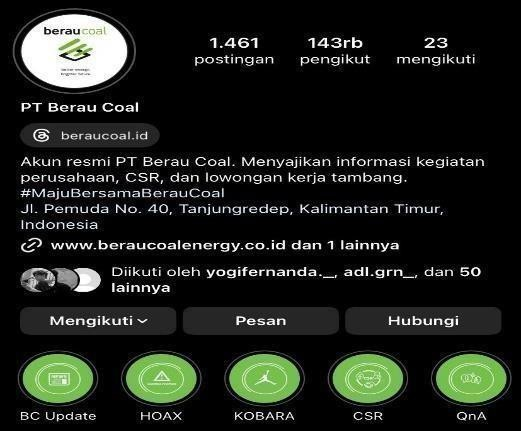 beraucoal
1.461
143rb
23
postingan
pengikut
mengikuti
PT Berau Coal
beraucoal.id
Akun resmi PT Berau Coal. Menyajikan informasi kegiatan
perusahaan, CSR, dan lowongan kerja tambang.
#MajuBersamaBerauCoal
Jl. Pemuda No. 40, Tanjungredep, Kalimantan Timur,
Indonesia
www.beraucoalenergy.co.id dan 1 lainnya
Diikuti oleh yogifernanda._, adl.grn_, dan 50
lainnya
Mengikuti
Pesan
Hubungi
BC Update
HOAX
KOBARA
CSR
QnA